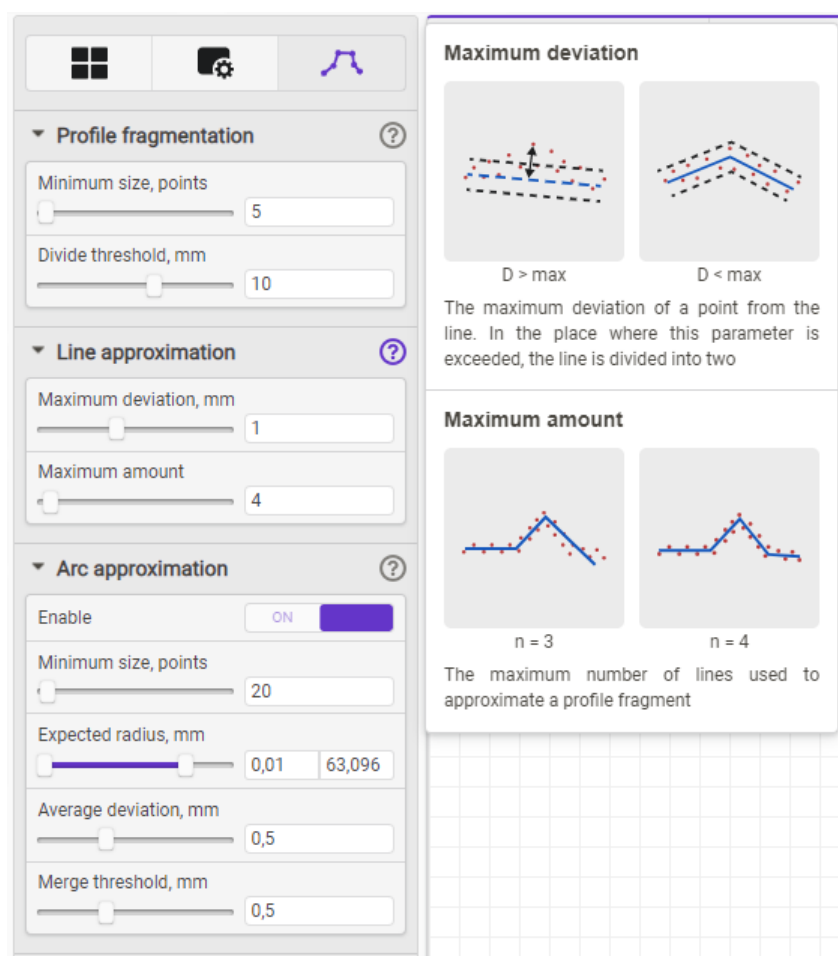 Profile fragmentation
Minimum size, points
5
Divide threshold, mm
10
Line approximation
Maximum deviation, mm
1
Maximum amount
4
Arc approximation
Enable
ON
Minimum size, points
20
Expected radius, mm
0,01 63,096
Average deviation, mm
0,5
Merge threshold, mm
0,5
Maximum deviation
D > max D < max
The maximum deviation of a point from the
line. In the place where this parameter is
exceeded, the line is divided into two
Maximum amount
n = 3 n = 4
The maximum number of lines used to
approximate a profile fragment